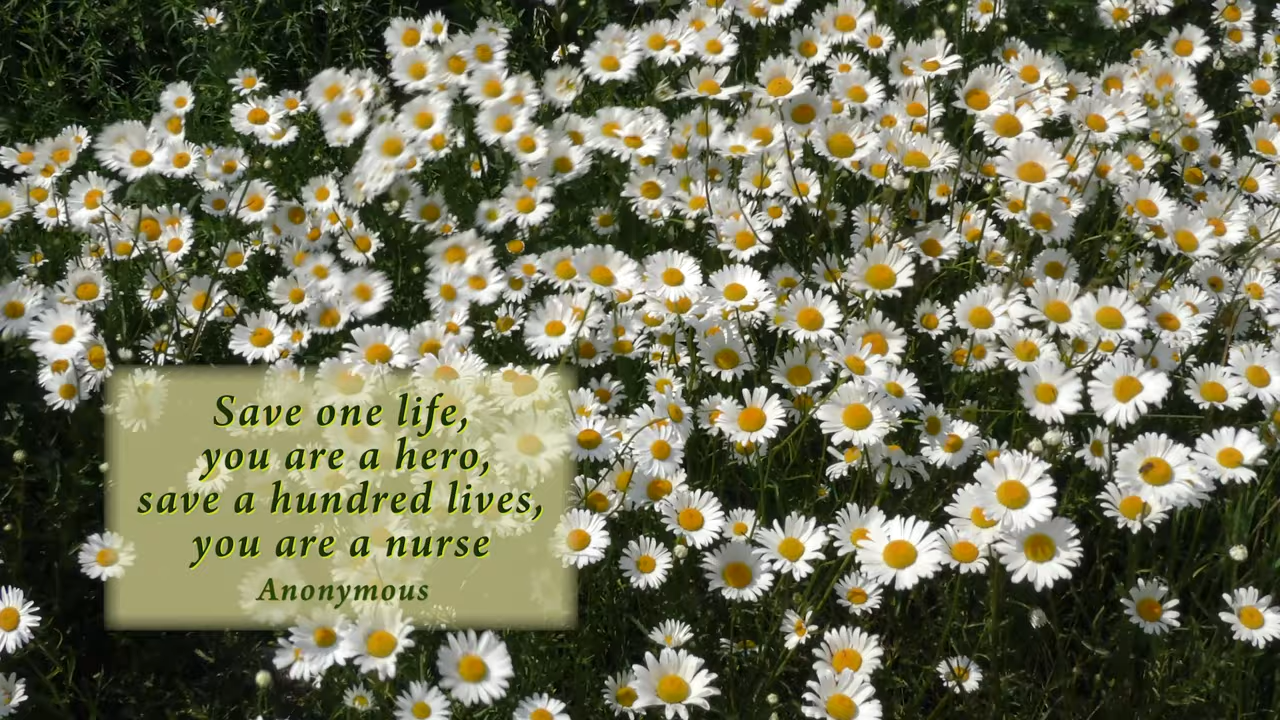 Save one life,
you are a hero,
save a hundred lives,
you are a nurse
Anonymous